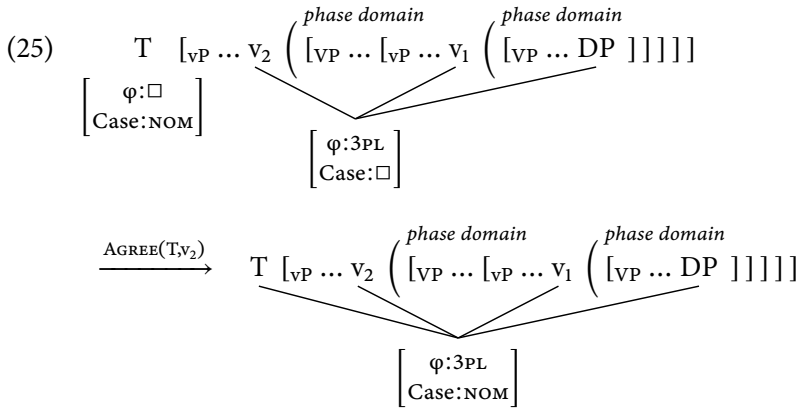 phase domain phase domain
(25) T [vP ... v2 ( [VP ... [vP ... v1 ( [VP ... DP ] ] ] ] ]
[ φ:□
Case:NOM ]
[ φ:3PL
Case:□ ]
AGREE(T,v2)
phase domain phase domain
T [vP ... v2 ( [VP ... [vP ... v1 ( [VP ... DP ] ] ] ] ]
[ φ:3PL
Case:NOM ]